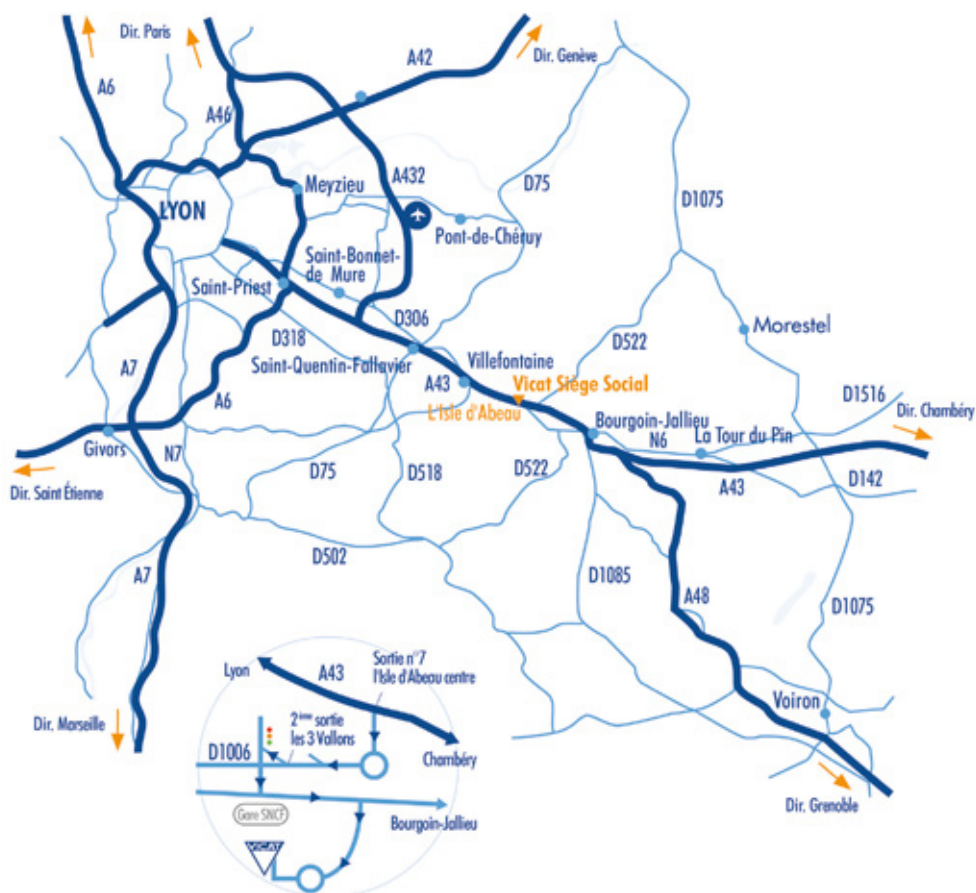 Dir. Paris
A6
A46
A42
Dir. Genève
A432
Meyzieu
D75
D1075
LYON
Pont-de-Chéruy
Saint-Bonnet-
de Mure
Saint-Priest
D306
D318
Morestel
D522
Saint-Quentin-Fallavier
Villefontaine
A7
A43
Vicat Siège Social
A6
L'Isle d'Abeau
D1516
Bourgoin-Jallieu
Dir. Chambéry
N6
La Tour du Pin
Givors
N7
D75
D518
D522
A43
D142
Dir. Saint Étienne
D502
A7
D1085
A48
D1075
Lyon
A43
Sortie n°7
l'Isle d'Abeau centre
Voiron
Dir. Marseille
2ème sortie
les 3 Vallons
D1006
Chambéry
Dir. Grenoble
Gare SNCF
Bourgoin-Jallieu
VICAT